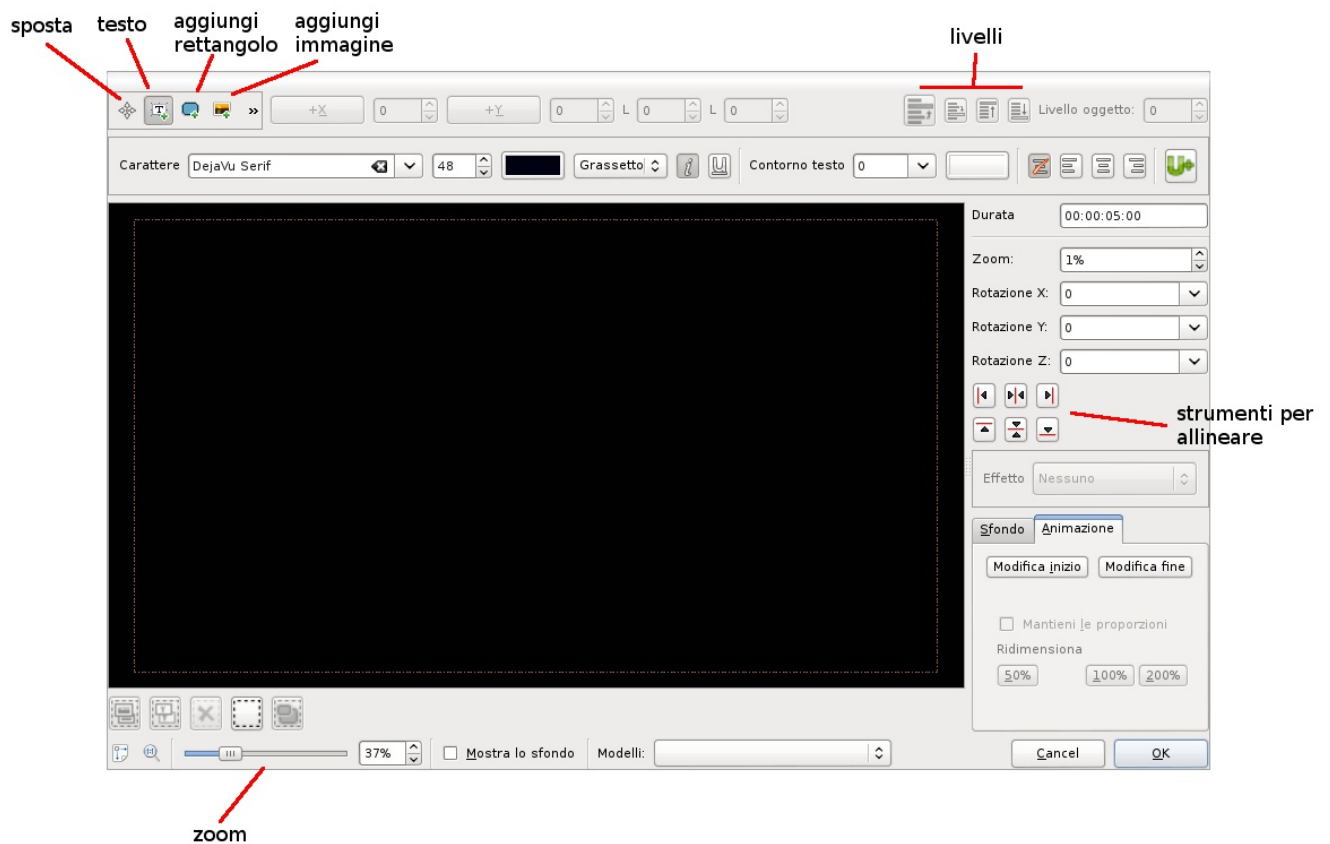 sposta
testo
aggiungi
rettangolo
aggiungi
immagine
livelli
» +X 0 +Y 0 L 0 L 0 Livello oggetto: 0
Carattere DejaVu Serif 48 Grassetto i U Contorno testo 0
Durata 00:00:05:00
Zoom: 1%
Rotazione X: 0
Rotazione Y: 0
Rotazione Z: 0
strumenti per
allineare
Effetto Nessuno
Sfondo Animazione
Modifica inizio Modifica fine
Mantieni le proporzioni
Ridimensiona
50% 100% 200%
37% Mostra lo sfondo Modelli: Cancel OK
zoom